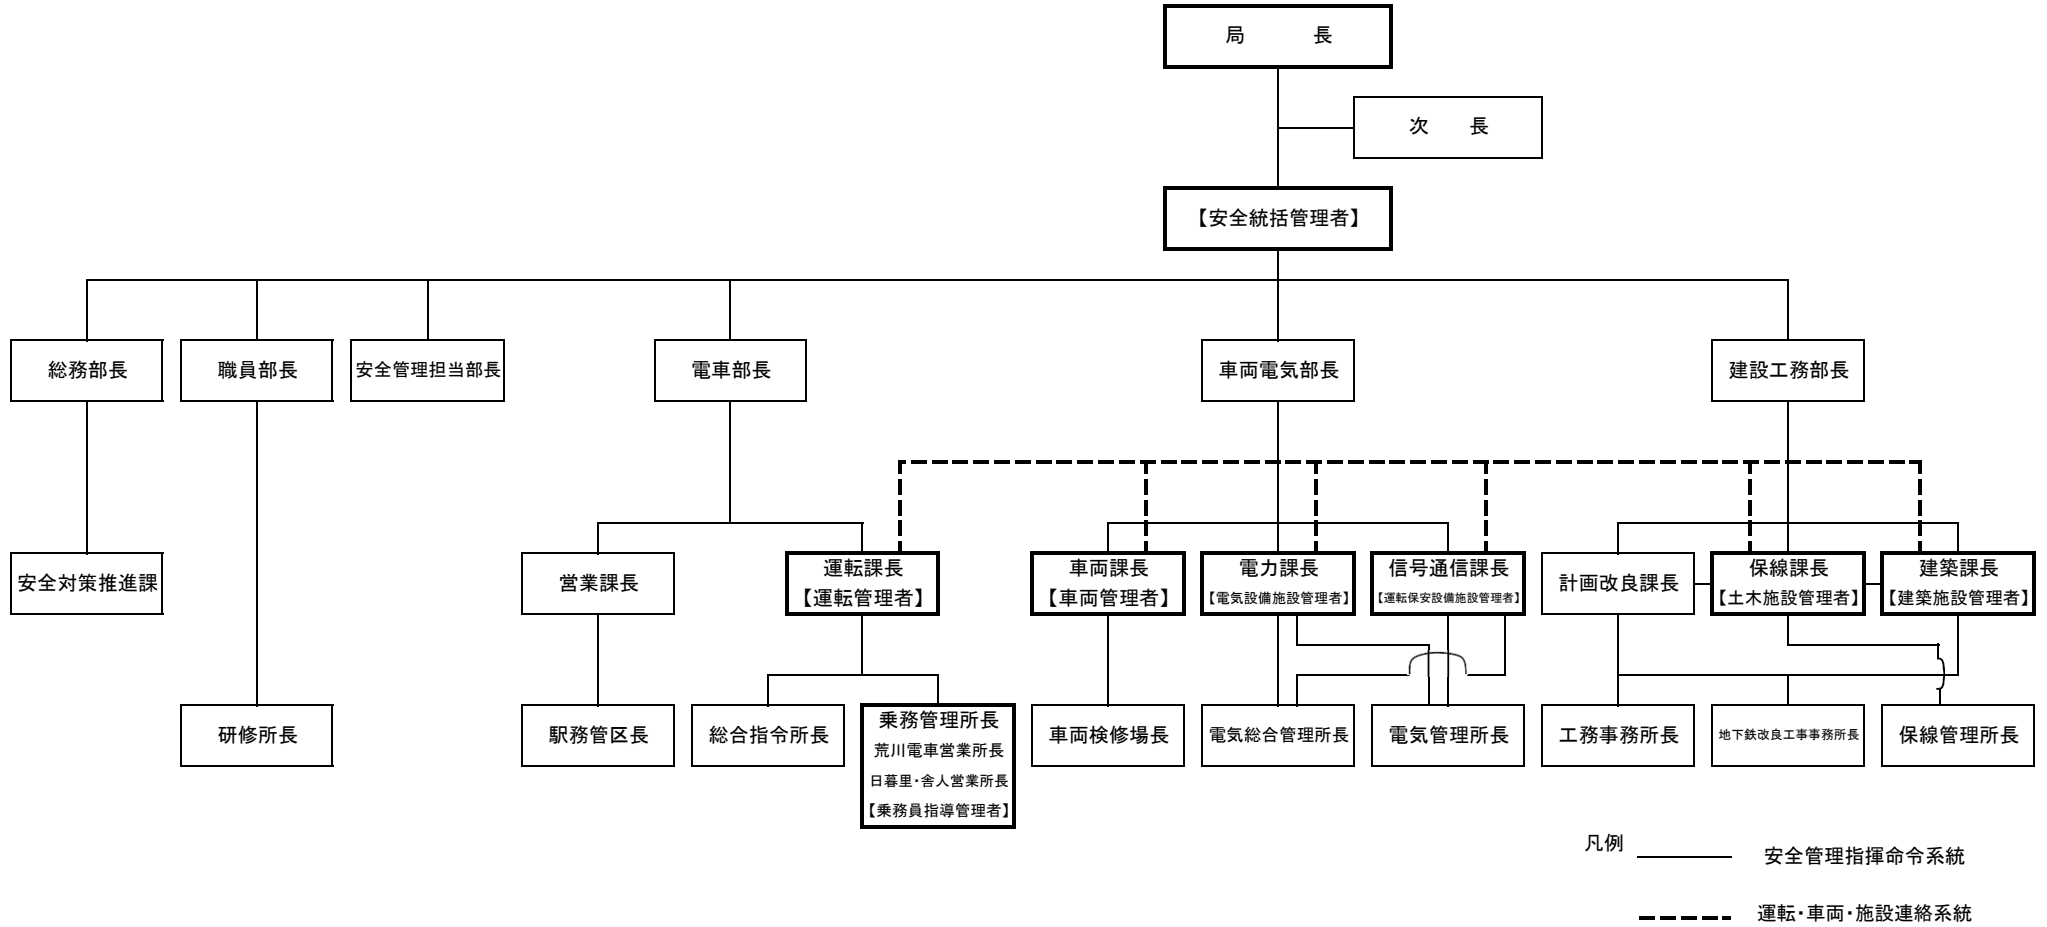 局　　　長
次　　長
【安全統括管理者】
総務部長
職員部長
安全管理担当部長
電車部長
車両電気部長
建設工務部長
安全対策推進課
営業課長
運転課長
【運転管理者】
車両課長
【車両管理者】
電力課長
【電気設備施設管理者】
信号通信課長
【運転保安設備施設管理者】
計画改良課長
保線課長
【土木施設管理者】
建築課長
【建築施設管理者】
研修所長
駅務管区長
総合指令所長
乗務管理所長
荒川電車営業所長
日暮里・舎人営業所長
【乗務員指導管理者】
車両検修場長
電気総合管理所長
電気管理所長
工務事務所長
地下鉄改良工事事務所長
保線管理所長
凡例
安全管理指揮命令系統
運転・車両・施設連絡系統